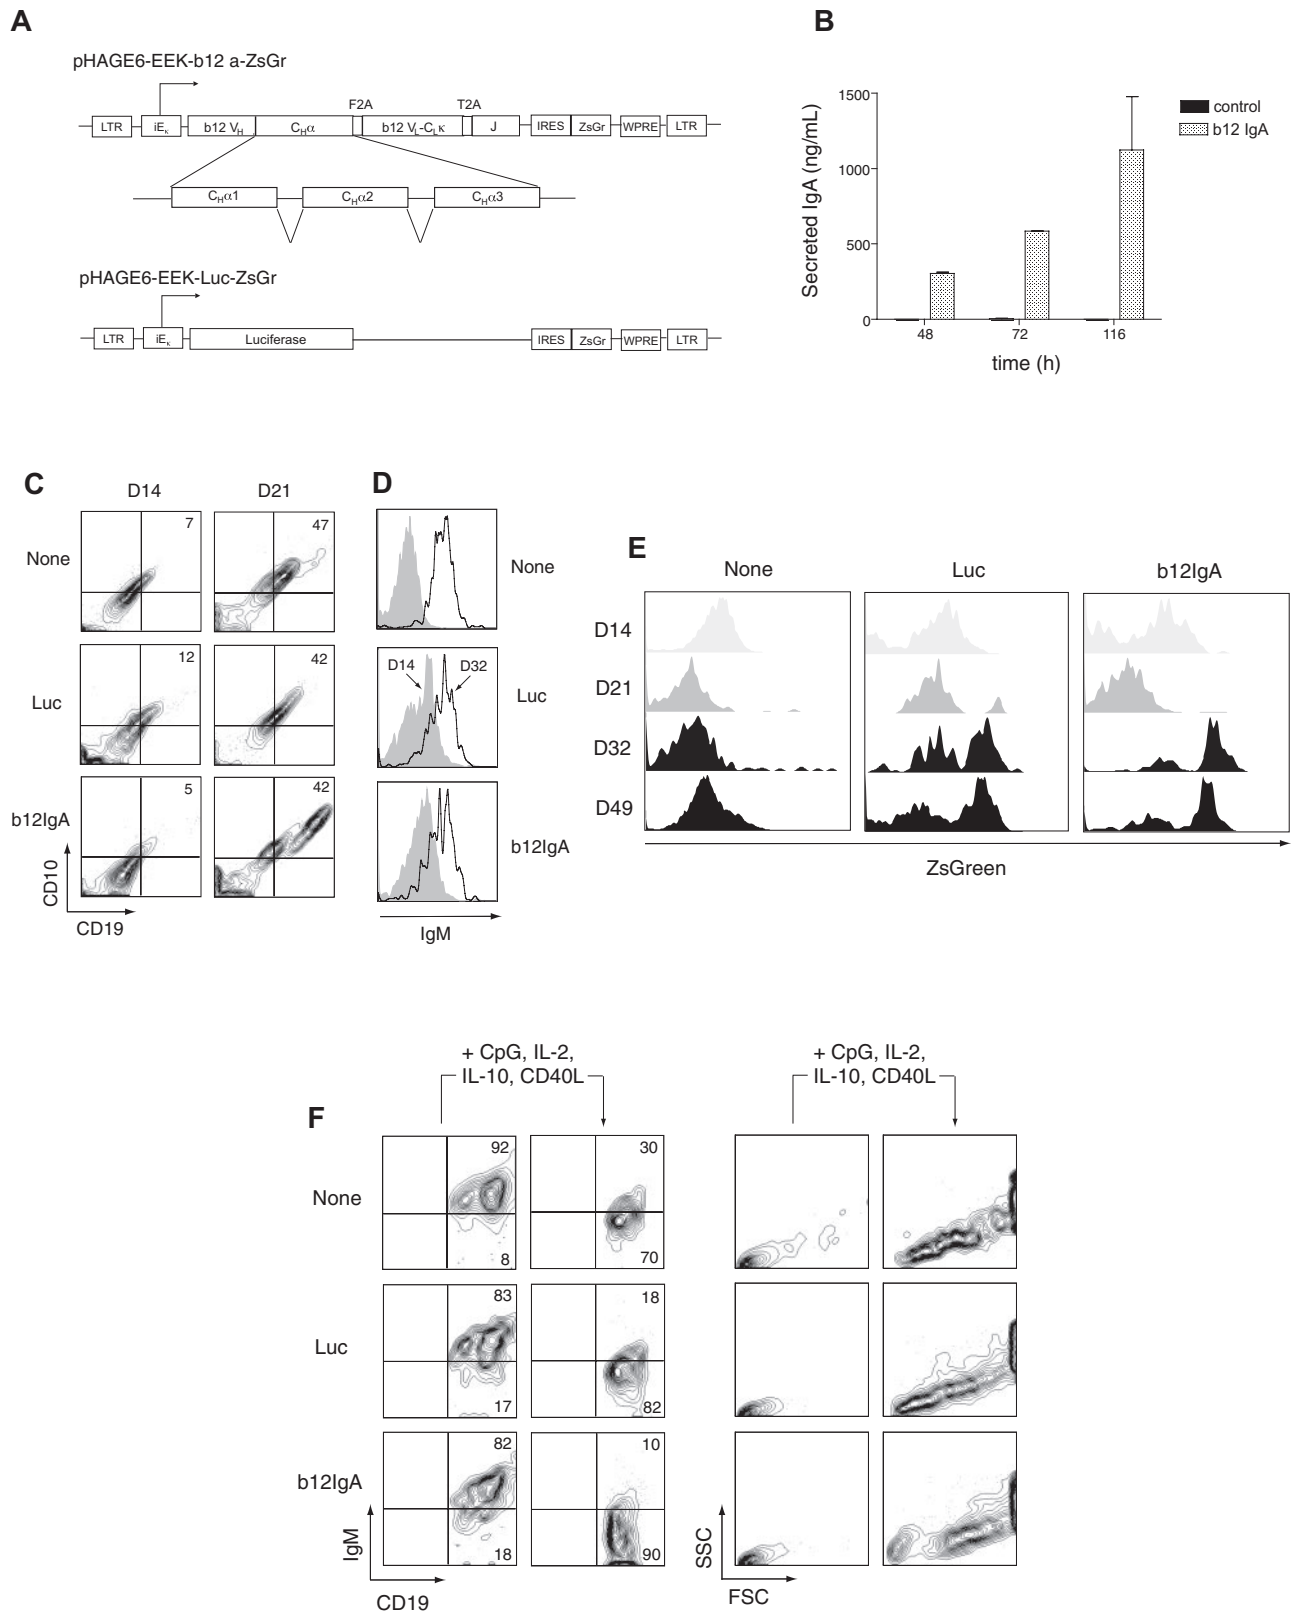 A
pHAGE6-EEK-b12 a-ZsGr
F2A T2A
LTR iEκ b12 VH CHα b12 VL-CLκ J IRES ZsGr WPRE LTR
CHα1 CHα2 CHα3
pHAGE6-EEK-Luc-ZsGr
LTR iEκ Luciferase IRES ZsGr WPRE LTR
B
Secreted IgA (ng/mL)
1500
1000
500
0
48 72 116
time (h)
control
b12 IgA
C
D14 D21
None 7 47
Luc 12 42
b12IgA 5 42
CD10
CD19
D
None
D14 D32
Luc
b12IgA
IgM
E
None Luc b12IgA
D14
D21
D32
D49
ZsGreen
F
+ CpG, IL-2,
IL-10, CD40L
+ CpG, IL-2,
IL-10, CD40L
None
92 30
8 70
Luc
83 18
17 82
b12IgA
82 10
18 90
IgM
CD19
SSC
FSC